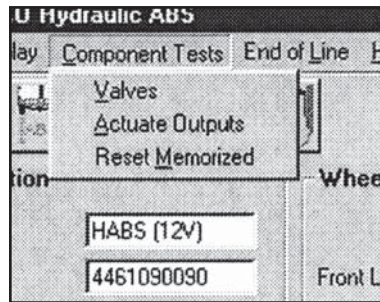 U Hydraulic ABS
lay Component Tests End of Line H
Valves
Actuate Outputs
Reset Memorized
tion
Whee
HABS (12V)
4461090090
Front L